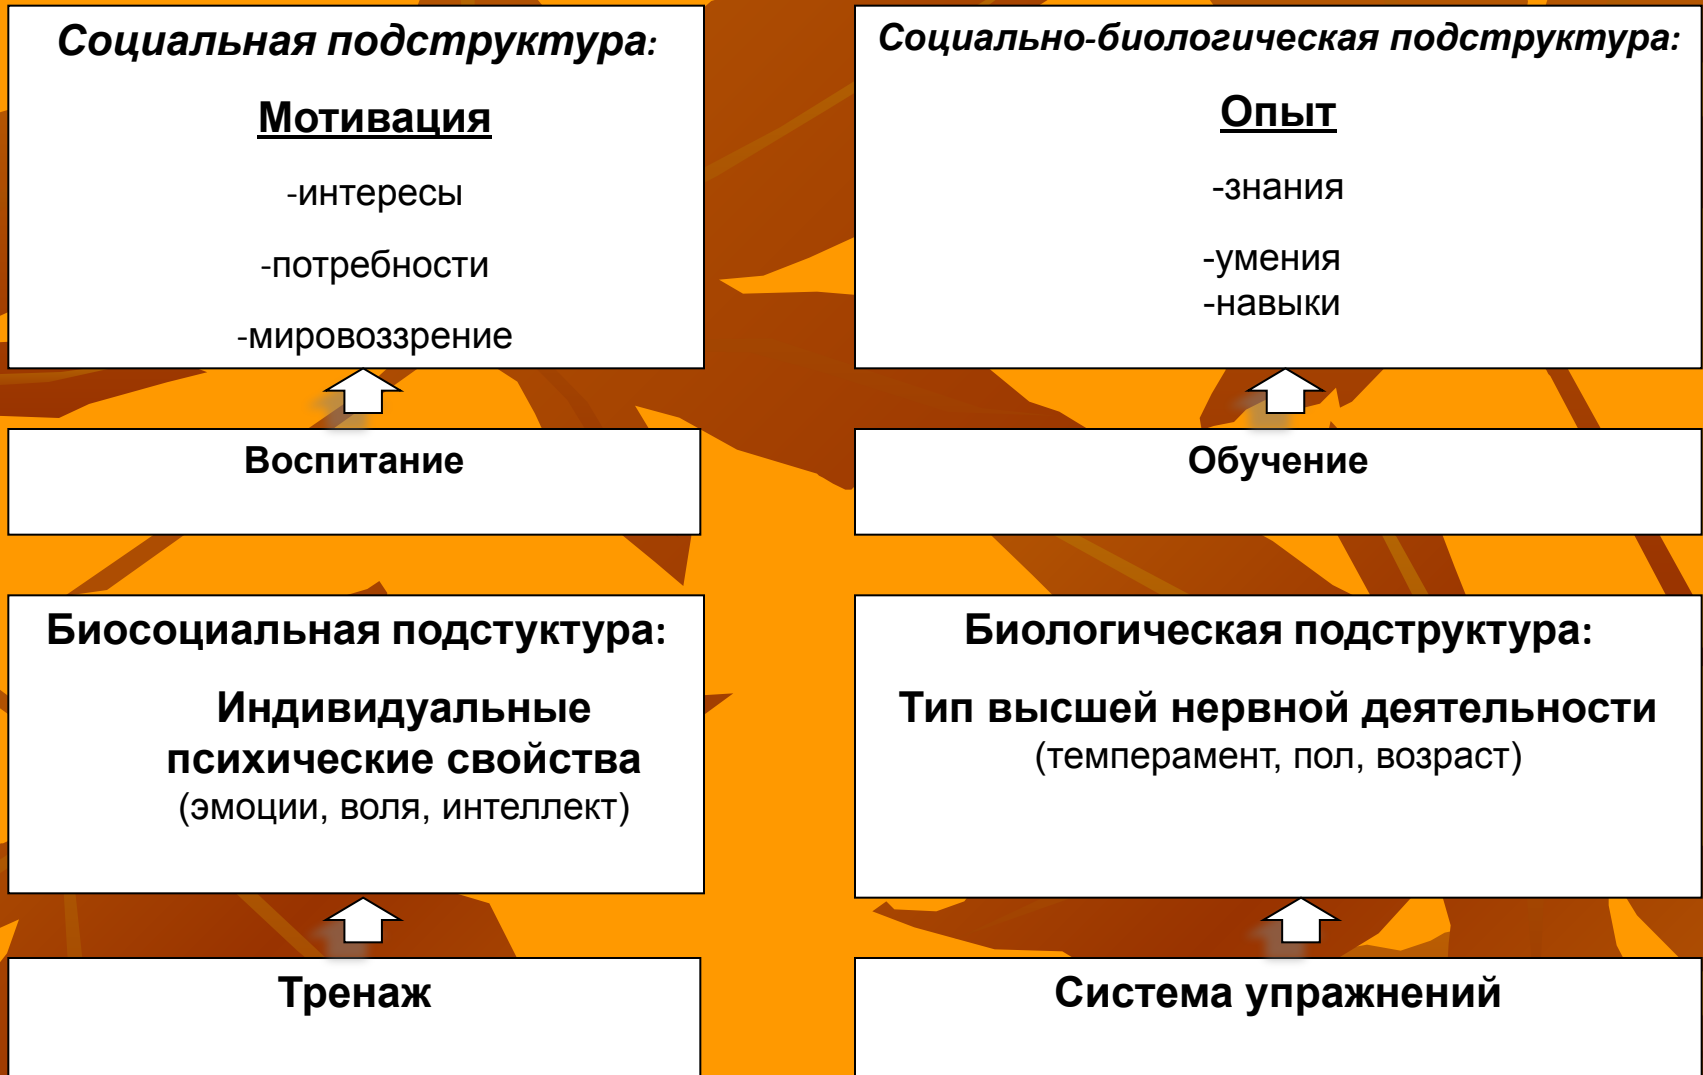 Социальная подструктура:
Мотивация
-интересы
-потребности
-мировоззрение
Воспитание
Социально-биологическая подструктура:
Опыт
-знания
-умения
-навыки
Обучение
Биосоциальная подстуктура:
Индивидуальные
психические свойства
(эмоции, воля, интеллект)
Тренаж
Биологическая подструктура:
Тип высшей нервной деятельности
(темперамент, пол, возраст)
Система упражнений